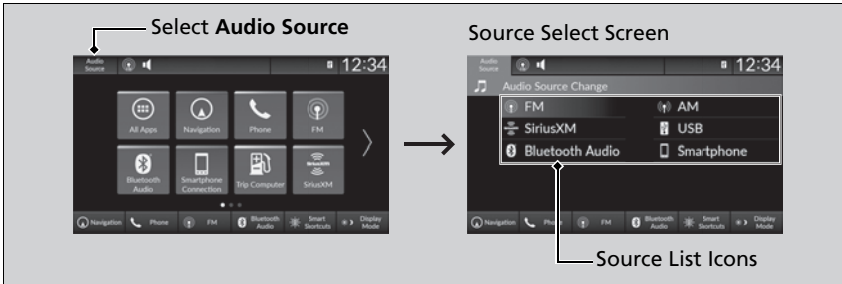 Select Audio Source
Source Select Screen
Audio
Source
12:34
All Apps
Navigation
Phone
FM
Bluetooth
Audio
Smartphone
Connection
Trip Computer
SiriusXM
Navigation
Phone
FM
Bluetooth
Audio
Smart
Shortcuts
Display
Mode
Audio
Source
12:34
Audio Source Change
FM
AM
SiriusXM
USB
Bluetooth Audio
Smartphone
Navigation
Phone
FM
Bluetooth
Audio
Smart
Shortcuts
Display
Mode
Source List Icons